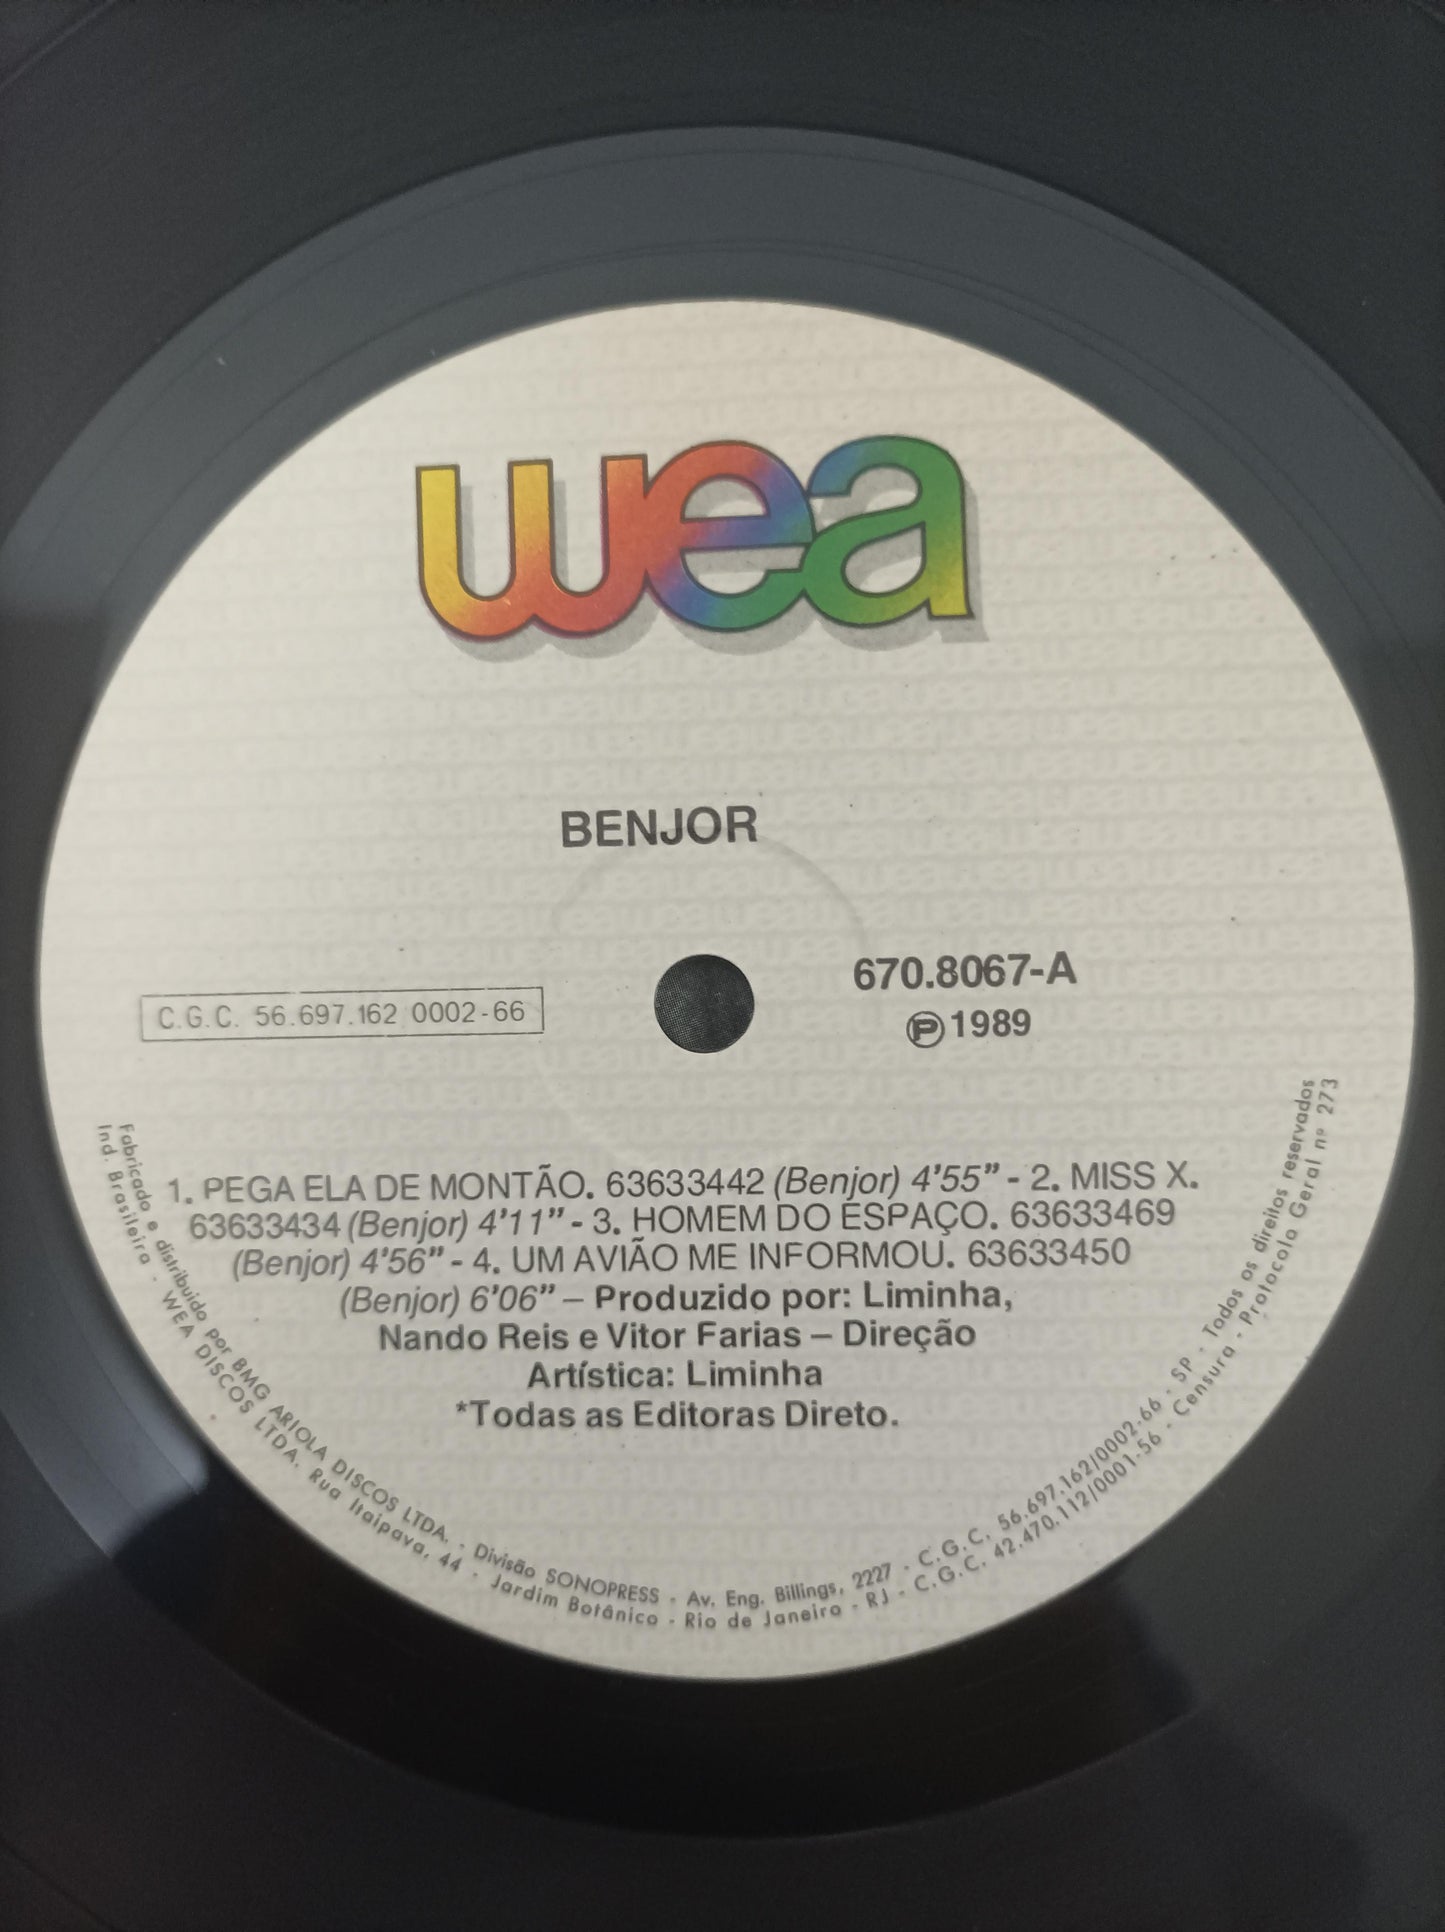 wea
BENJOR
670.8067-A
Ⓟ 1989
C.G.C. 56.697.162 0002-66
1. PEGA ELA DE MONTÃO. 63633442 (Benjor) 4'55” - 2. MISS X.
63633434 (Benjor) 4'11” - 3. HOMEM DO ESPAÇO. 63633469
(Benjor) 4'56” - 4. UM AVIÃO ME INFORMOU. 63633450
(Benjor) 6'06” – Produzido por: Liminha,
Nando Reis e Vitor Farias – Direção
Artística: Liminha
*Todas as Editoras Direto.
Fabricado e distribuido por BMG ARIOLA DISCOS LTDA. - Divisão SONOPRESS - Av. Eng. Billings, 2227 - C.G.C. 56.697.162/0002-66 - SP - Todos os direitos reservados
Ind. Brasileira - WEA DISCOS LTDA. Rua Itaipava, 44 - Jardim Botânico - Rio de Janeiro - RJ - C.G.C. 42.470.112/0001-56 - Censura - Protocolo Geral nº 273